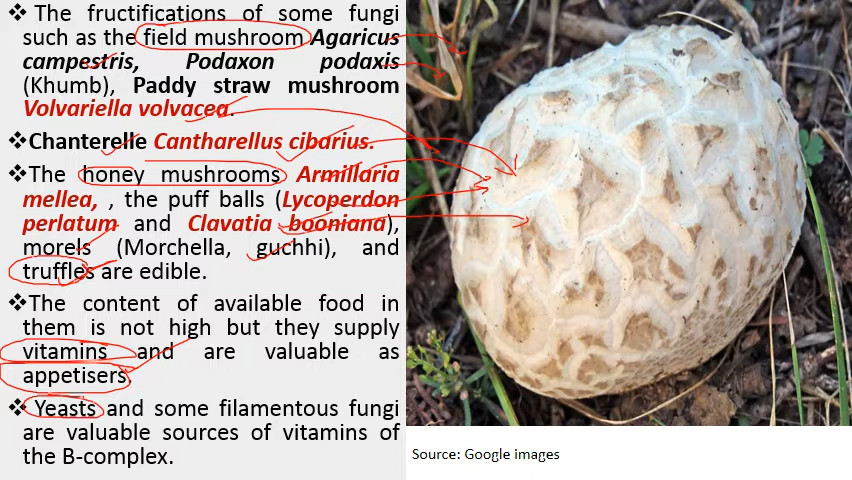 ❖ The fructifications of some fungi
such as the field mushroom Agaricus
campestris, Podaxon podaxis
(Khumb), Paddy straw mushroom
Volvariella volvacea.
❖Chanterelle Cantharellus cibarius.
❖The honey mushrooms Armillaria
mellea, , the puff balls (Lycoperdon
perlatum and Clavatia booniana),
morels (Morchella, guchhi), and
truffles are edible.
❖The content of available food in
them is not high but they supply
vitamins and are valuable as
appetisers.
❖ Yeasts and some filamentous fungi
are valuable sources of vitamins of
the B-complex.
Source: Google images